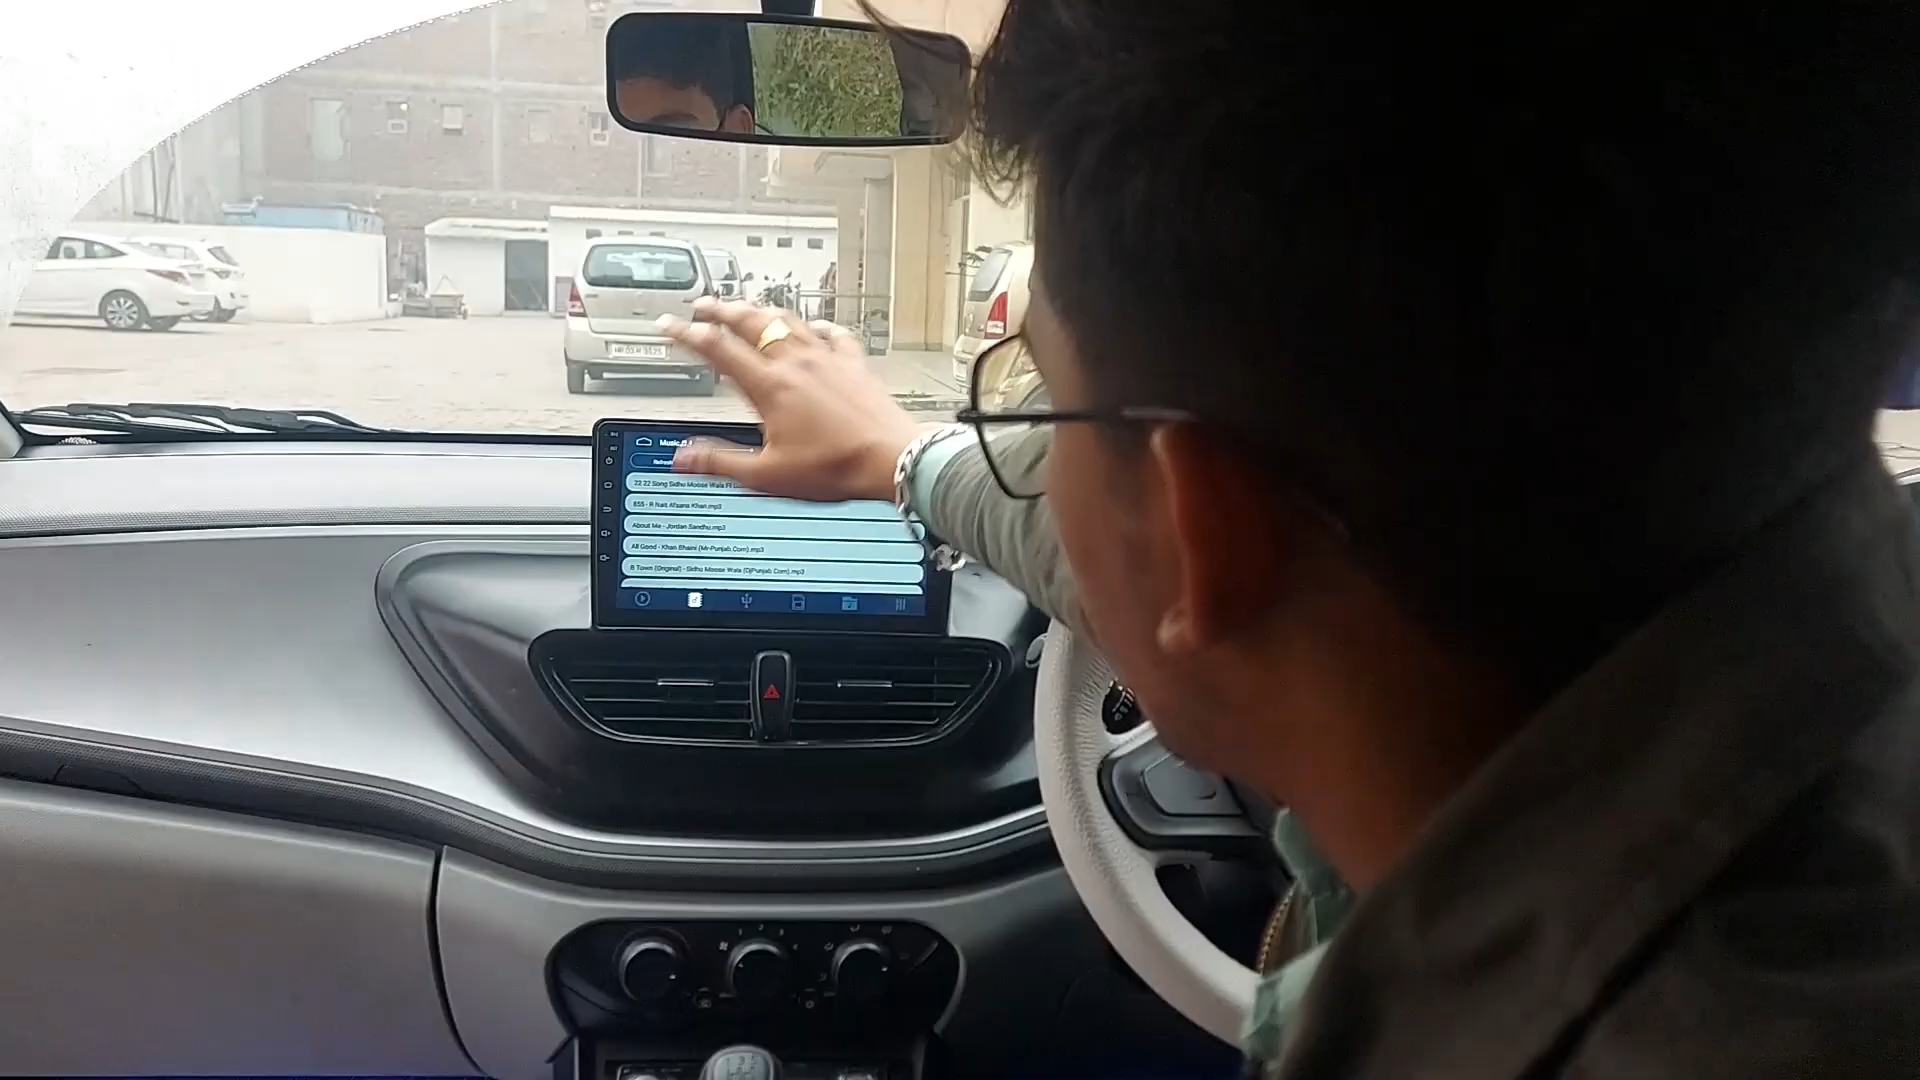 Music
Refresh
22 22 Song Sidhu Moose Wala Ft
855 - R Nait Afsana Khan.mp3
About Me - Jordan Sandhu.mp3
All Good - Khan Bhaini (Mr-Punjab.Com).mp3
B Town (Original) - Sidhu Moose Wala (DjPunjab.Com).mp3